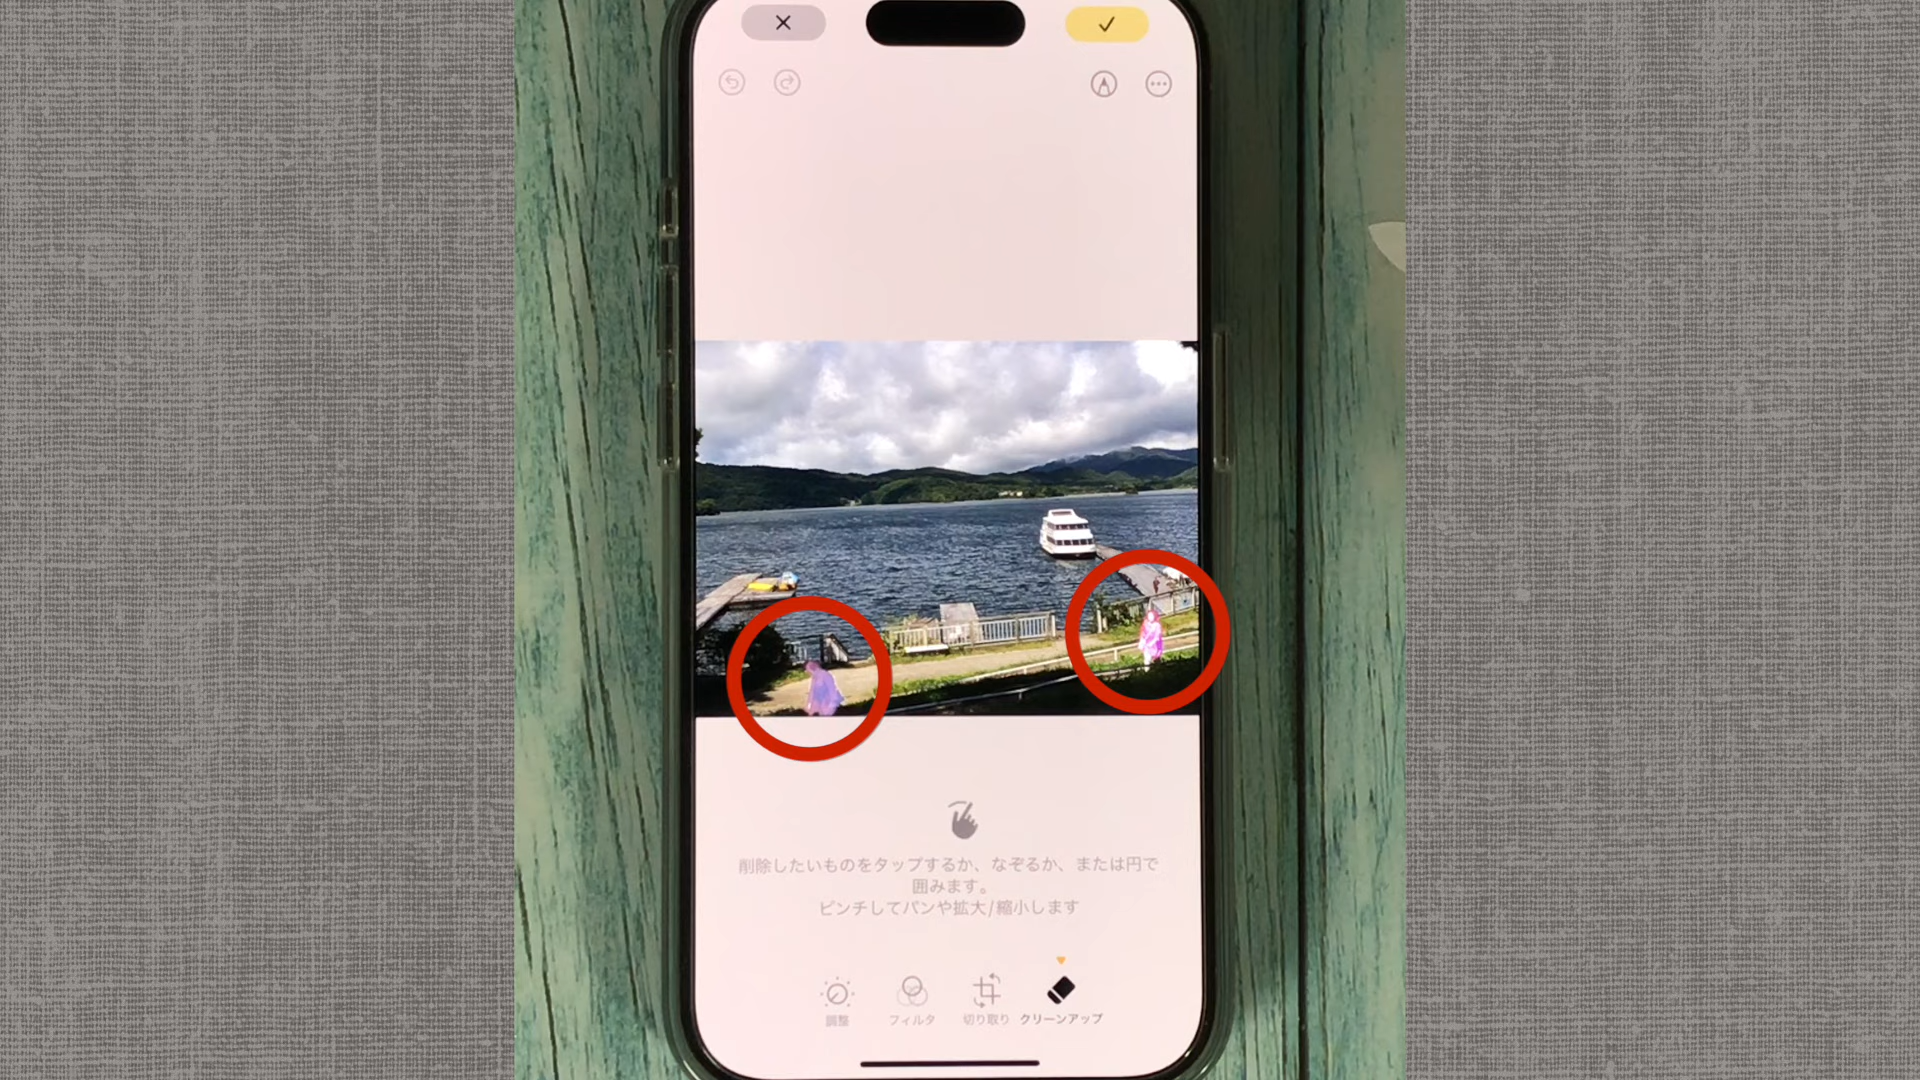 削除したいものをタップするか、なぞるか、または円で
囲みます。
ピンチしてパンや拡大/縮小します
調整 フィルタ 切り取り クリーンアップ